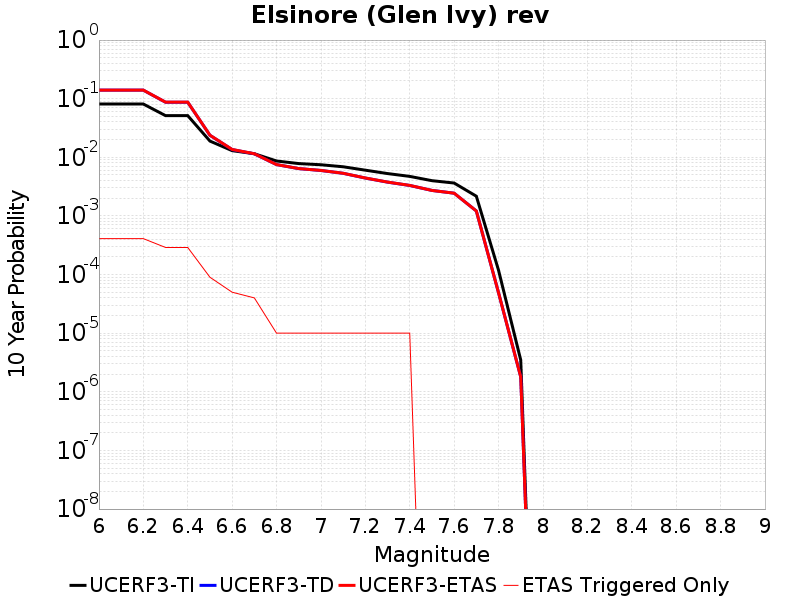 Elsinore (Glen Ivy) rev
10 Year Probability
10^0
10^-1
10^-2
10^-3
10^-4
10^-5
10^-6
10^-7
10^-8
6 6.2 6.4 6.6 6.8 7 7.2 7.4 7.6 7.8 8 8.2 8.4 8.6 8.8 9
Magnitude
UCERF3-TI UCERF3-TD UCERF3-ETAS ETAS Triggered Only